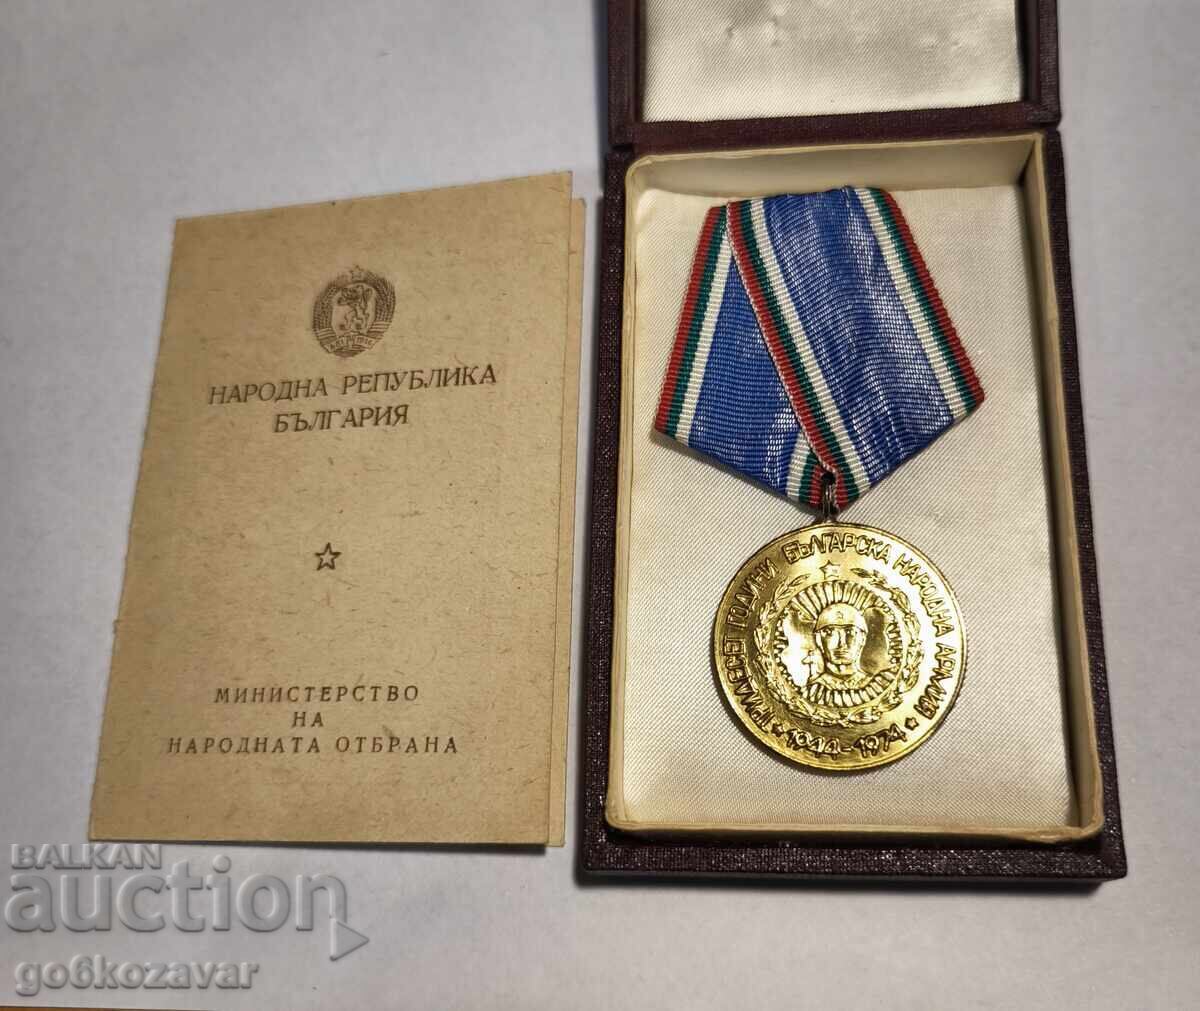 НАРОДНА РЕПУБЛИКА
БЪЛГАРИЯ
МИНИСТЕРСТВО
НА
НАРОДНАТА ОТБРАНА
ТРИДЕСЕТ ГОДИНИ БЪЛГАРСКА НАРОДНА АРМИЯ
1944-1974
BALKAN
auction
go6kozavar